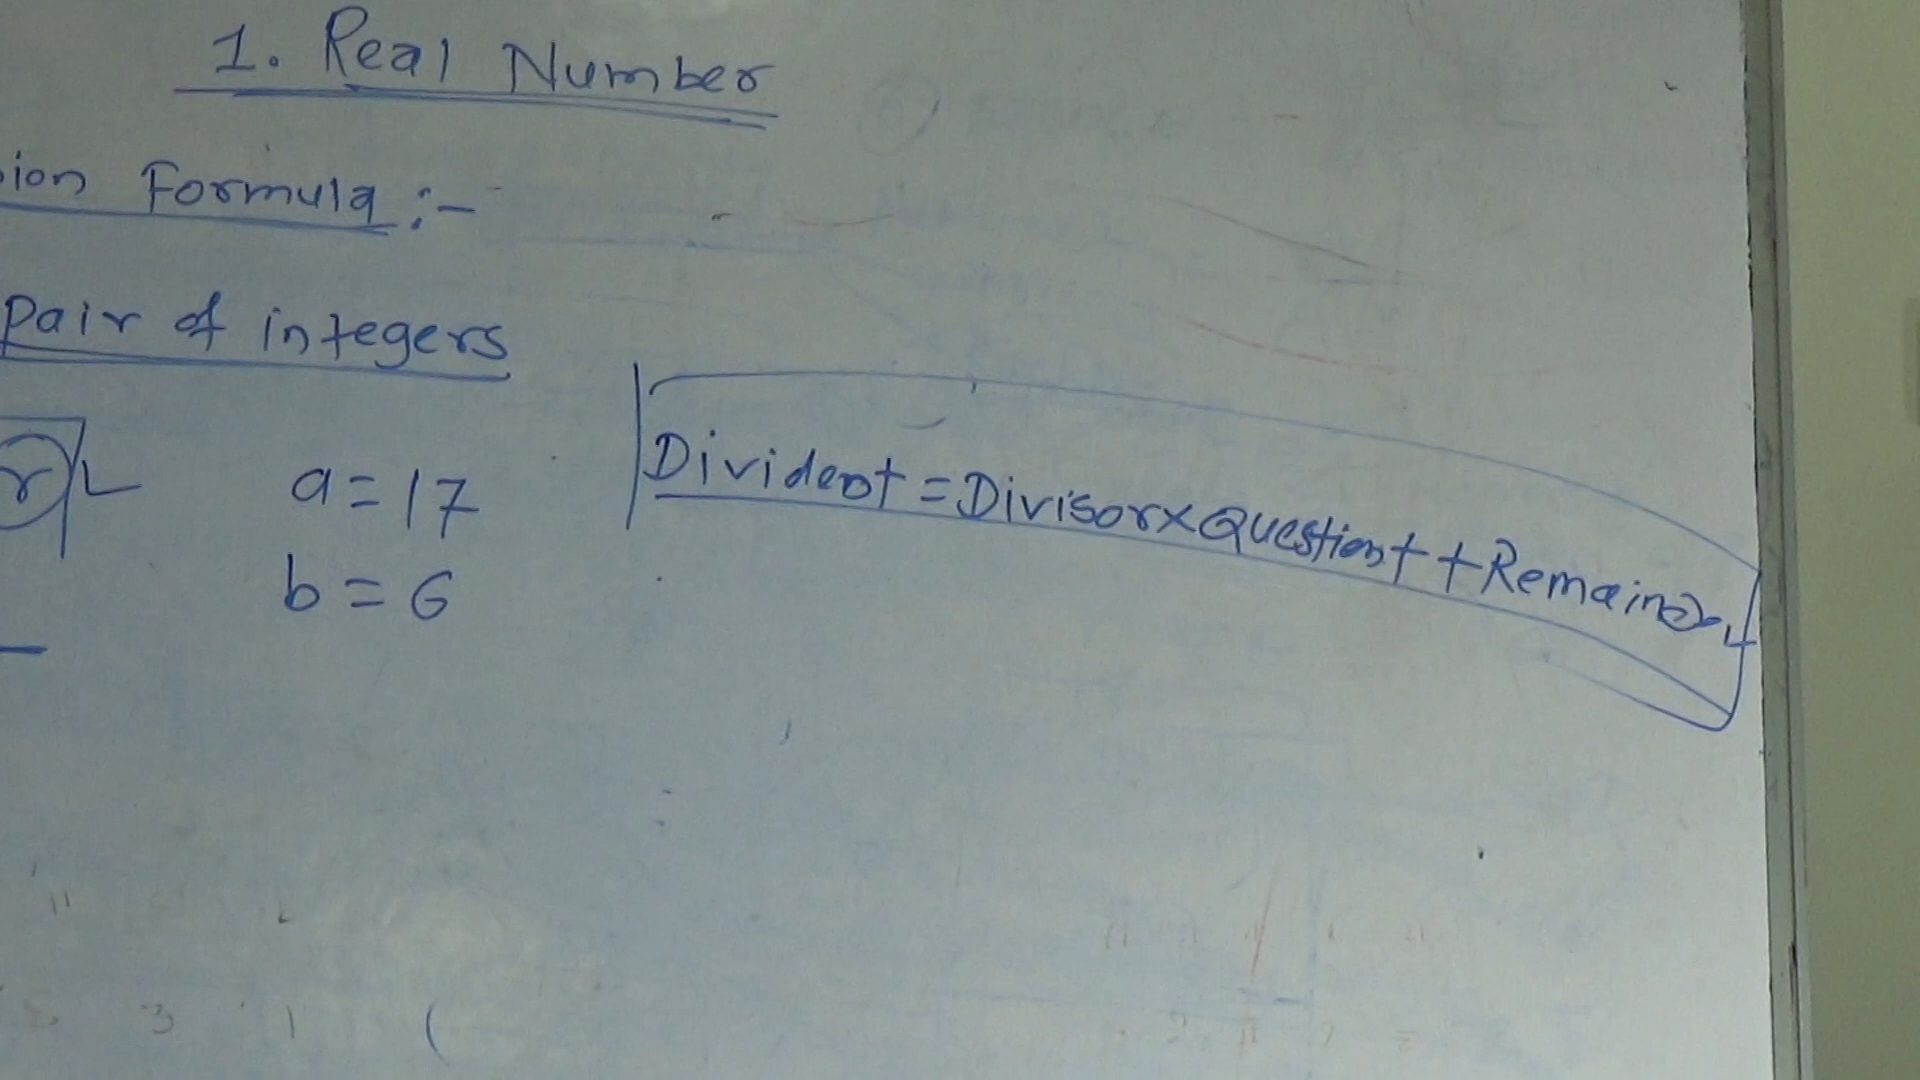 1. Real Number
ion Formula :-
Pair of integers
r
a = 17
b = 6
Divident = Divisor x Question t + Remainder